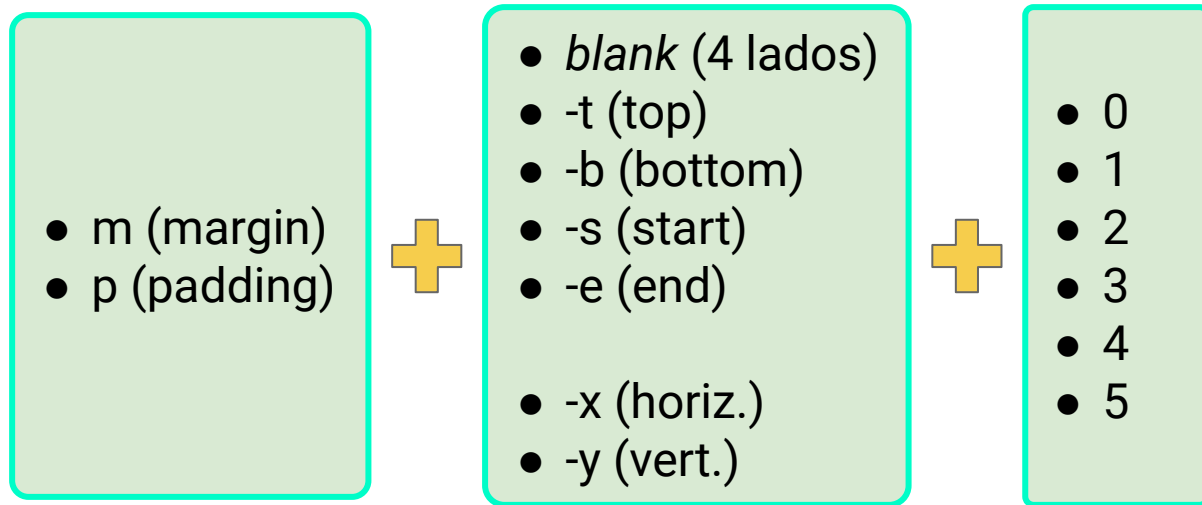 ● m (margin)
● p (padding)
● blank (4 lados)
● -t (top)
● -b (bottom)
● -s (start)
● -e (end)
● -x (horiz.)
● -y (vert.)
● 0
● 1
● 2
● 3
● 4
● 5